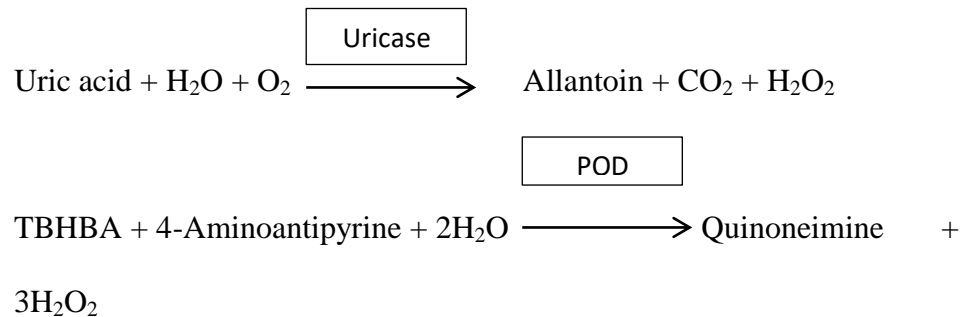 Uricase
Uric acid + H₂O + O₂ ⟶ Allantoin + CO₂ + H₂O₂
POD
TBHBA + 4-Aminoantipyrine + 2H₂O ⟶ Quinoneimine +
3H₂O₂